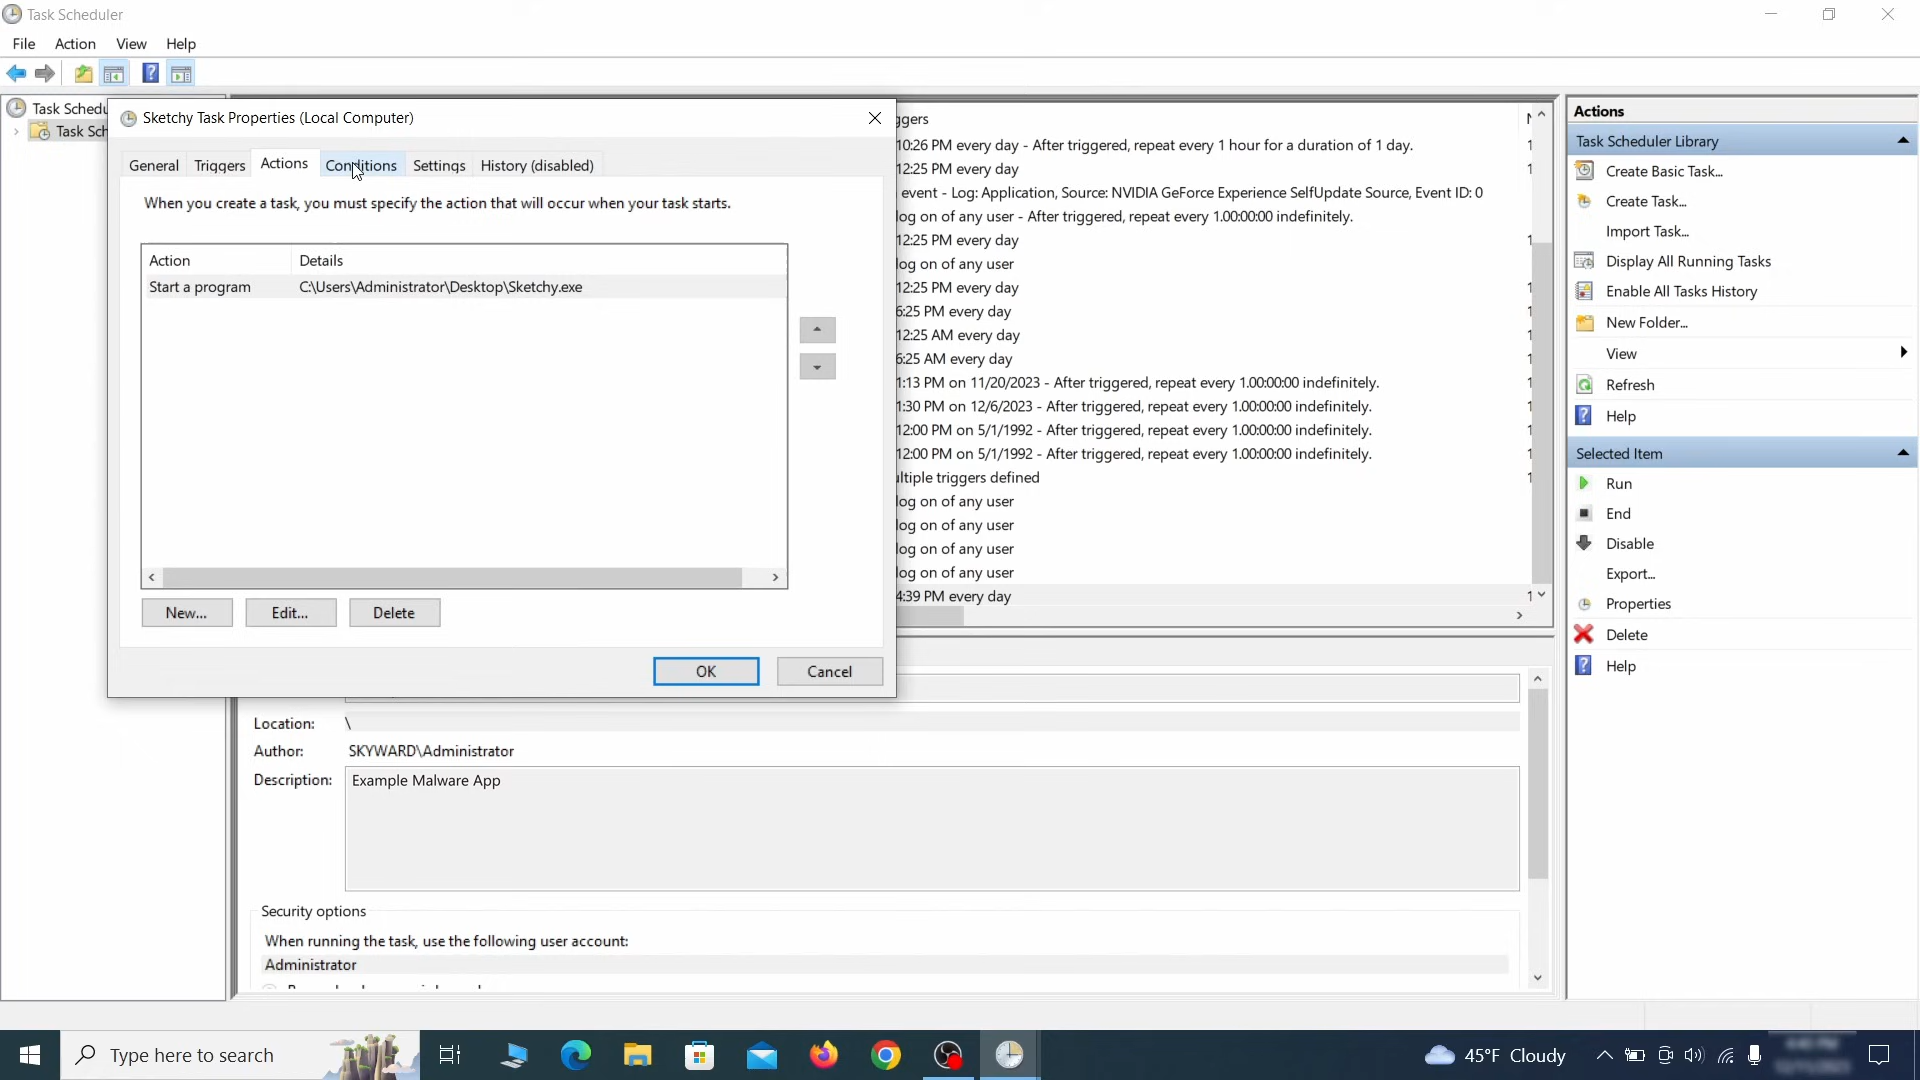 Task Scheduler
File Action View Help
Task Schedu
Task Sch
Sketchy Task Properties (Local Computer)
General Triggers Actions Conditions Settings History (disabled)
When you create a task, you must specify the action that will occur when your task starts.
Action Details
Start a program C:\Users\Administrator\Desktop\Sketchy.exe
New... Edit... Delete
OK Cancel
ggers
10:26 PM every day - After triggered, repeat every 1 hour for a duration of 1 day.
12:25 PM every day
event - Log: Application, Source: NVIDIA GeForce Experience SelfUpdate Source, Event ID: 0
log on of any user - After triggered, repeat every 1.00:00:00 indefinitely.
12:25 PM every day
log on of any user
12:25 PM every day
6:25 PM every day
12:25 AM every day
6:25 AM every day
1:13 PM on 11/20/2023 - After triggered, repeat every 1.00:00:00 indefinitely.
1:30 PM on 12/6/2023 - After triggered, repeat every 1.00:00:00 indefinitely.
12:00 PM on 5/1/1992 - After triggered, repeat every 1.00:00:00 indefinitely.
12:00 PM on 5/1/1992 - After triggered, repeat every 1.00:00:00 indefinitely.
ultiple triggers defined
log on of any user
log on of any user
log on of any user
log on of any user
4:39 PM every day
Location: \
Author: SKYWARD\Administrator
Description: Example Malware App
Security options
When running the task, use the following user account:
Administrator
Actions
Task Scheduler Library
Create Basic Task...
Create Task...
Import Task...
Display All Running Tasks
Enable All Tasks History
New Folder...
View
Refresh
Help
Selected Item
Run
End
Disable
Export...
Properties
Delete
Help
Type here to search
45°F Cloudy